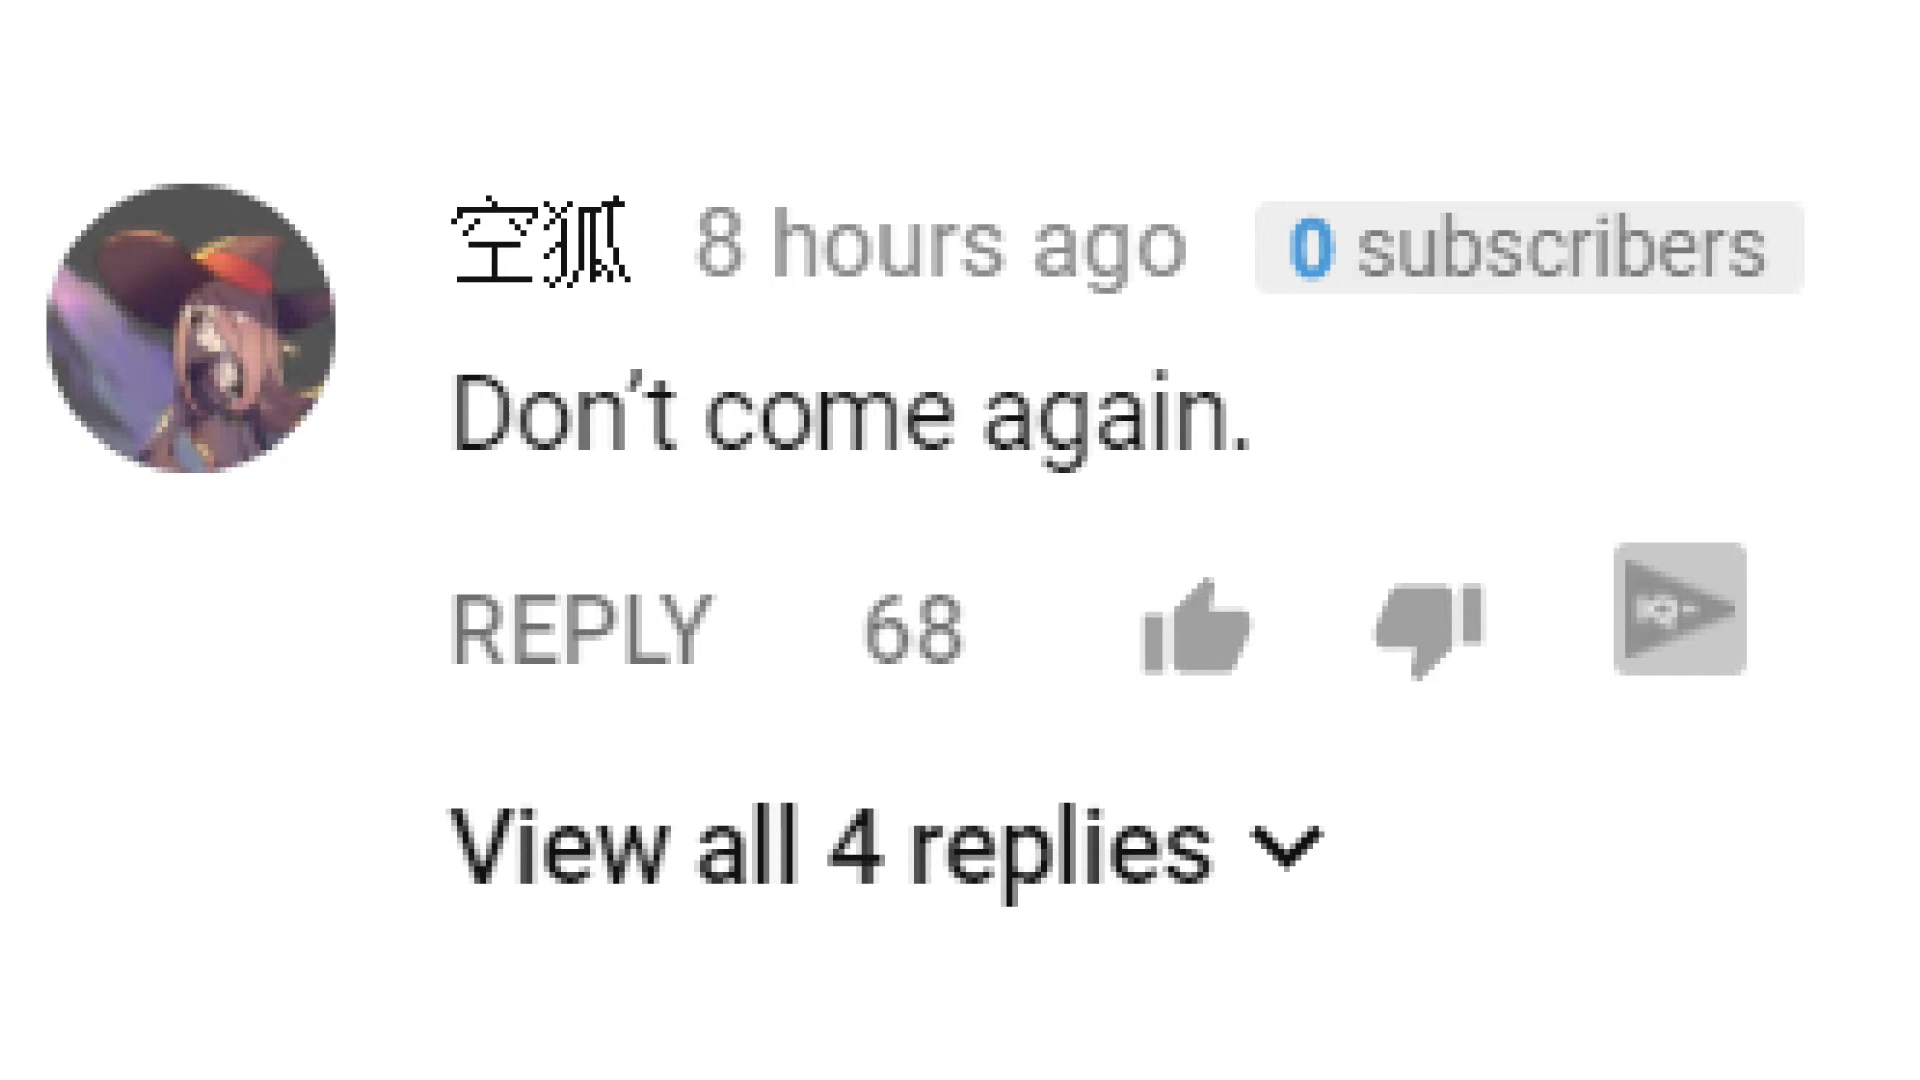 空狐 8 hours ago 0 subscribers
Don't come again.
REPLY 68
View all 4 replies